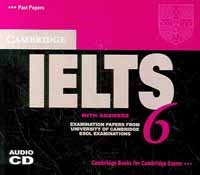 Past Papers
CAMBRIDGE
IELTS
WITH ANSWERS
6
EXAMINATION PAPERS FROM
UNIVERSITY OF CAMBRIDGE
ESOL EXAMINATIONS
AUDIO
CD
Cambridge Books for Cambridge Exams